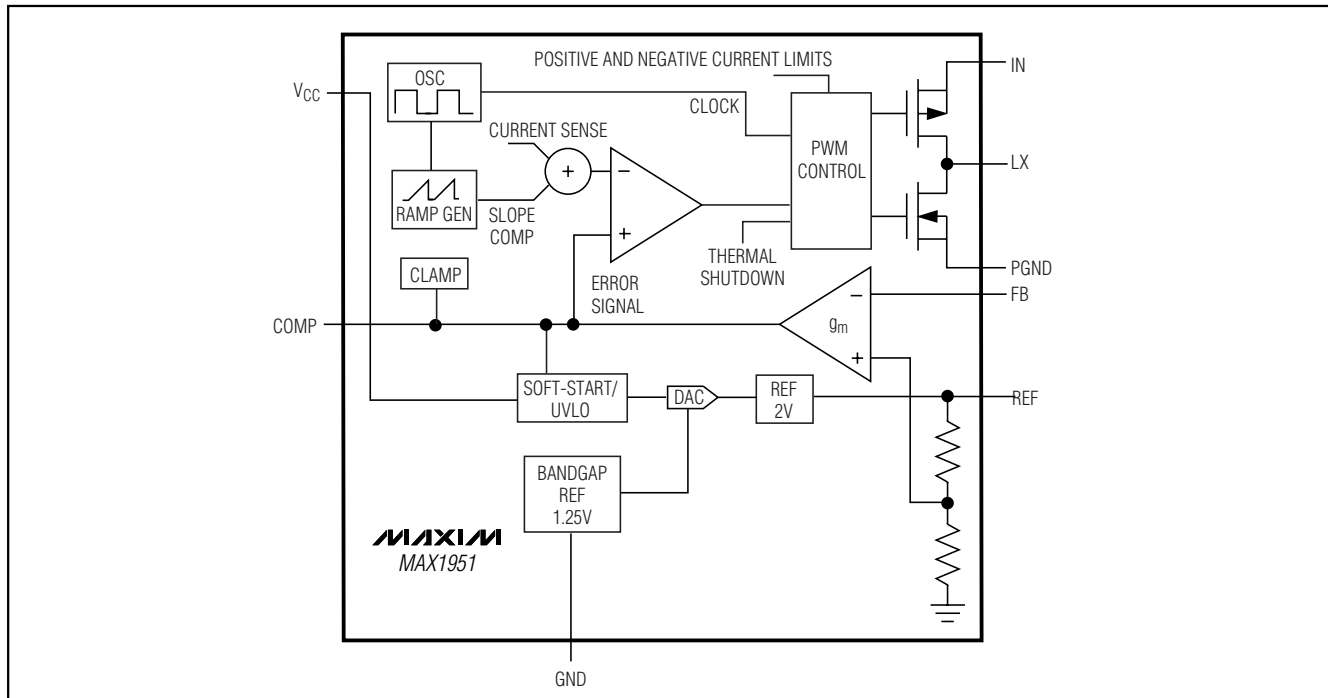 POSITIVE AND NEGATIVE CURRENT LIMITS
IN
OSC
VCC
CLOCK
CURRENT SENSE
PWM
CONTROL
LX
+
−
RAMP GEN
SLOPE
COMP
+
THERMAL
SHUTDOWN
PGND
CLAMP
ERROR
SIGNAL
−
FB
COMP
gm
+
SOFT-START/
UVLO
DAC
REF
2V
REF
BANDGAP
REF
1.25V
MAXIM
MAX1951
GND